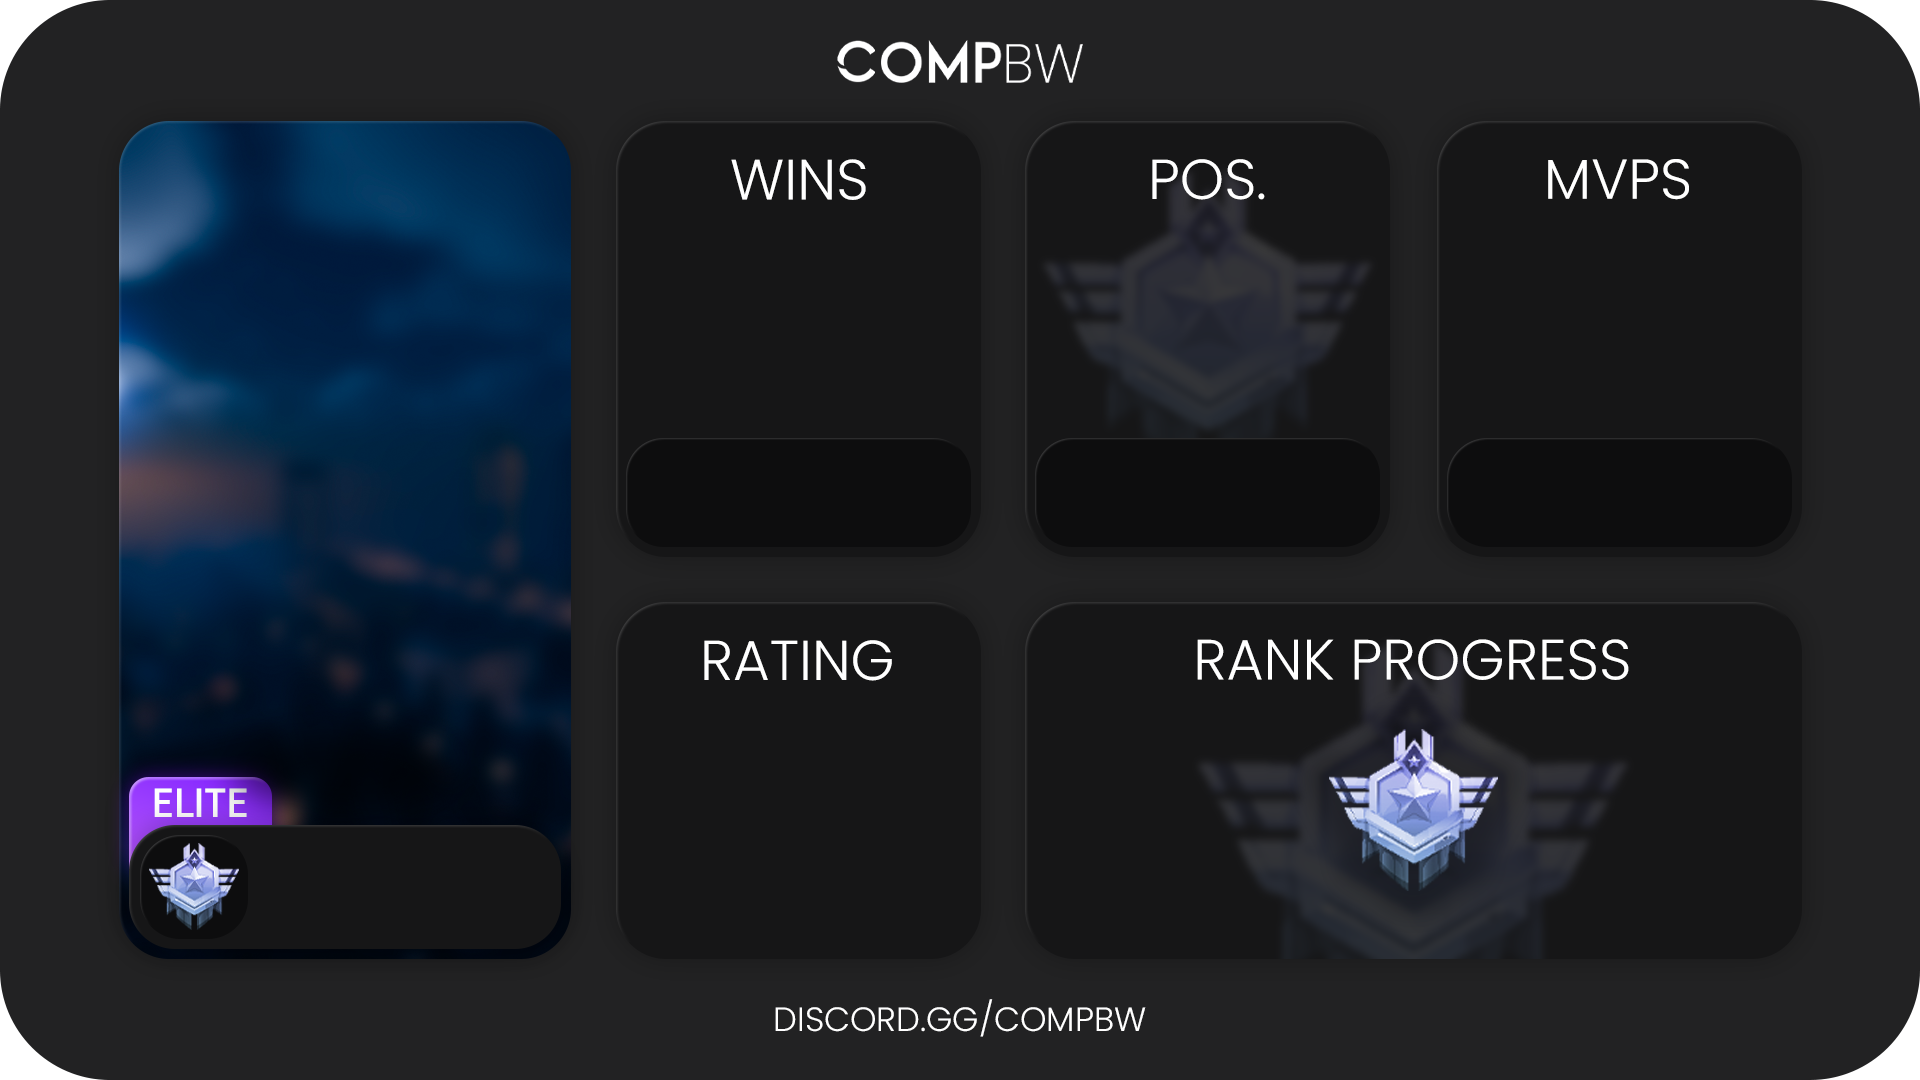 COMPBW
WINS
POS.
MVPS
RATING
RANK PROGRESS
ELITE
DISCORD.GG/COMPBW